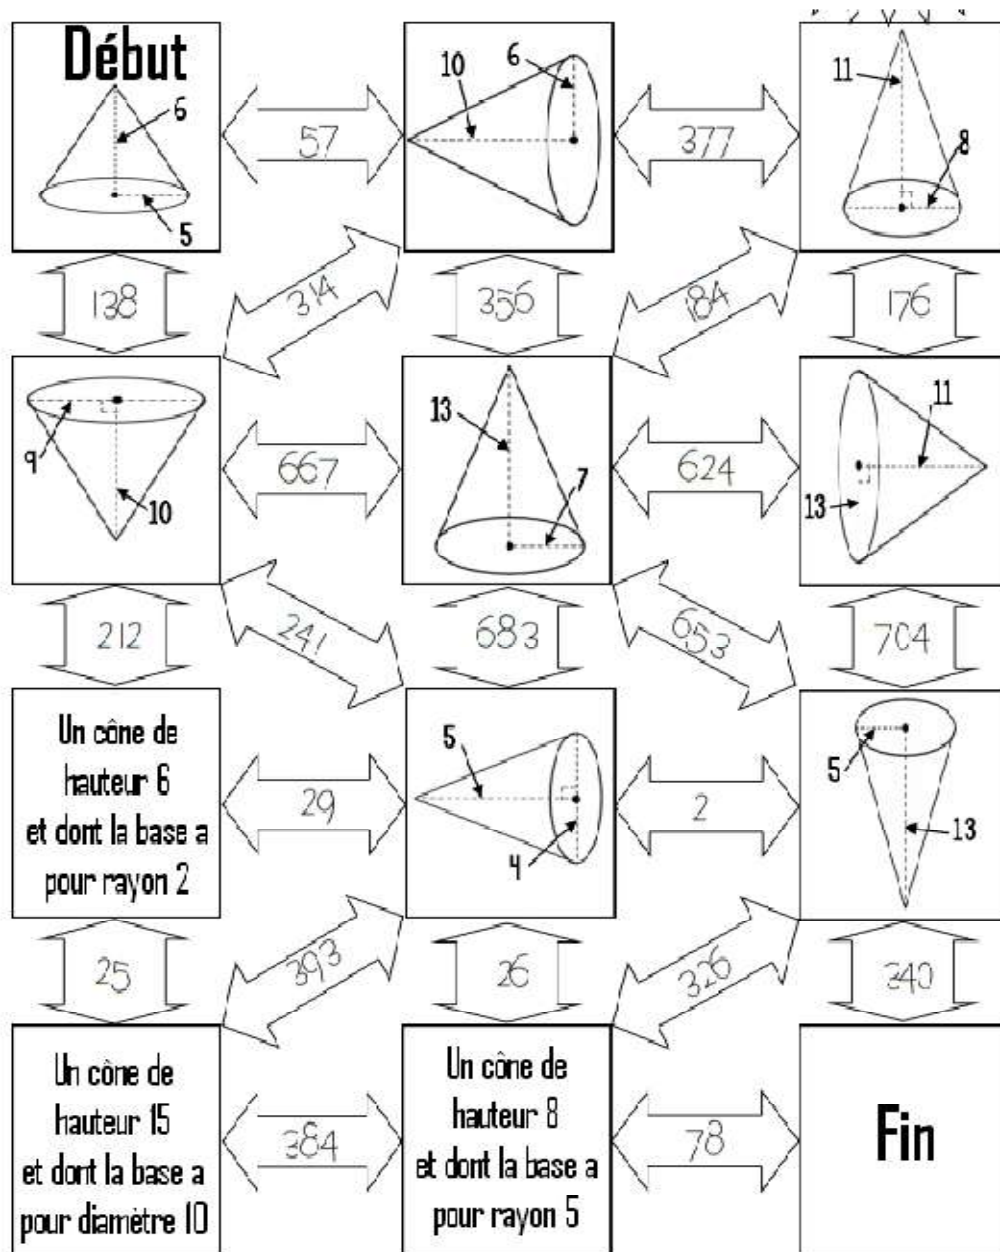 Début
6
5
57
10
6
377
11
8
138
314
356
184
176
9
10
667
13
7
624
11
13
212
241
683
653
704
Un cône de
hauteur 6
et dont la base a
pour rayon 2
29
5
4
2
5
13
25
393
26
326
340
Un cône de
hauteur 15
et dont la base a
pour diamètre 10
384
Un cône de
hauteur 8
et dont la base a
pour rayon 5
78
Fin